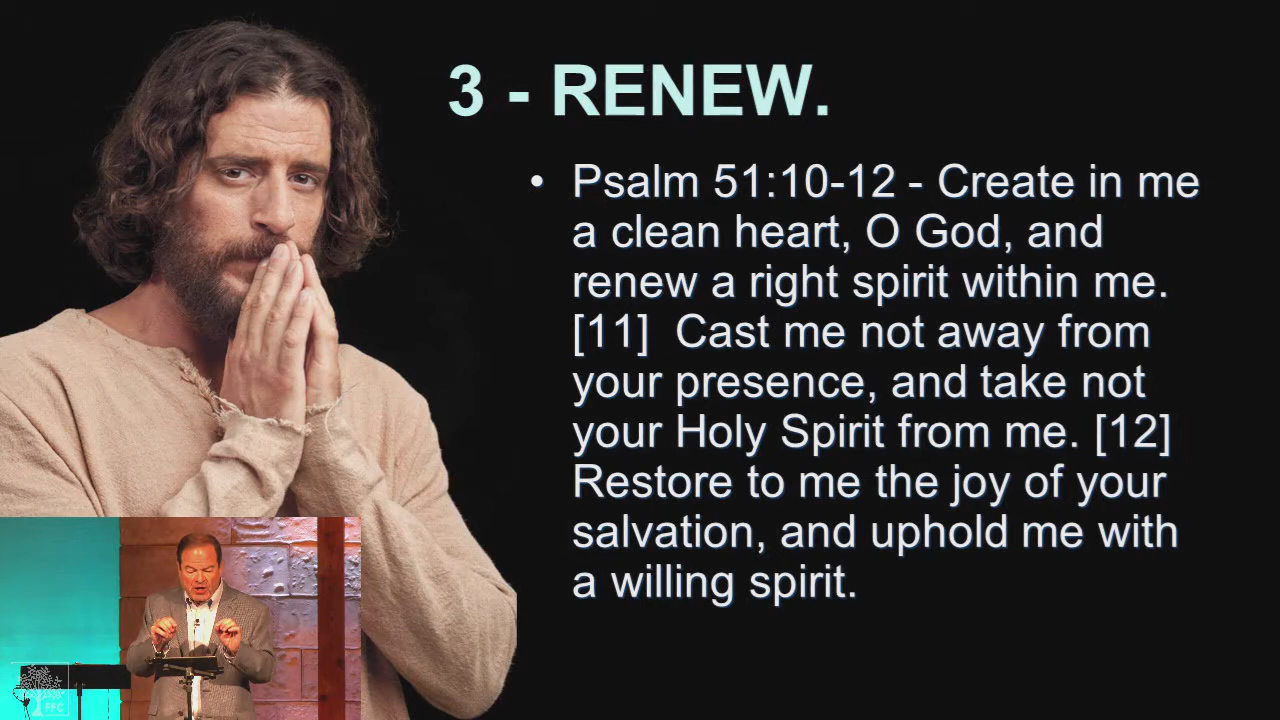 3 - RENEW.
• Psalm 51:10-12 - Create in me
a clean heart, O God, and
renew a right spirit within me.
[11]  Cast me not away from
your presence, and take not
your Holy Spirit from me. [12]
Restore to me the joy of your
salvation, and uphold me with
a willing spirit.
FPC